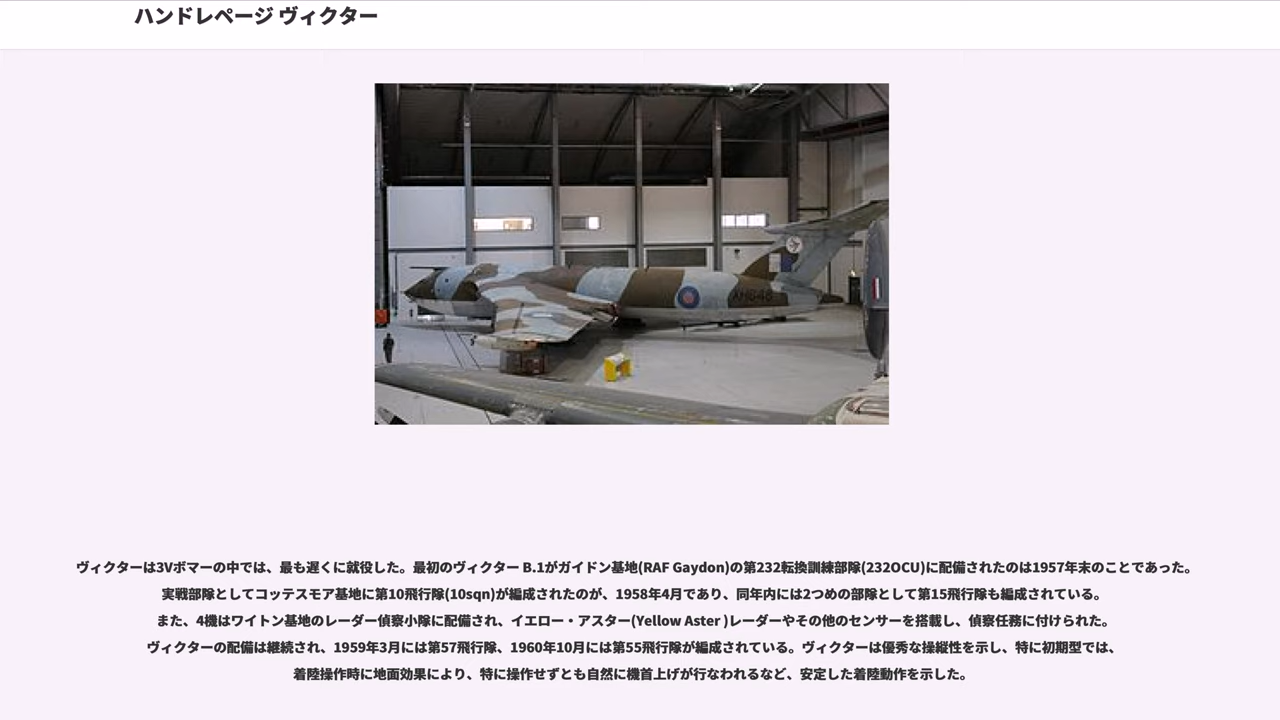 ハンドレページ ヴィクター
XH648
ヴィクターは3Vボマーの中では、最も遅くに就役した。最初のヴィクター B.1がガイドン基地(RAF Gaydon)の第232転換訓練部隊(232OCU)に配備されたのは1957年末のことであった。
実戦部隊としてコッテスモア基地に第10飛行隊(10sqn)が編成されたのが、1958年4月であり、同年内には2つめの部隊として第15飛行隊も編成されている。
また、4機はワイトン基地のレーダー偵察小隊に配備され、イエロー・アスター(Yellow Aster )レーダーやその他のセンサーを搭載し、偵察任務に付けられた。
ヴィクターの配備は継続され、1959年3月には第57飛行隊、1960年10月には第55飛行隊が編成されている。ヴィクターは優秀な操縦性を示し、特に初期型では、
着陸操作時に地面効果により、特に操作せずとも自然に機首上げが行なわれるなど、安定した着陸動作を示した。